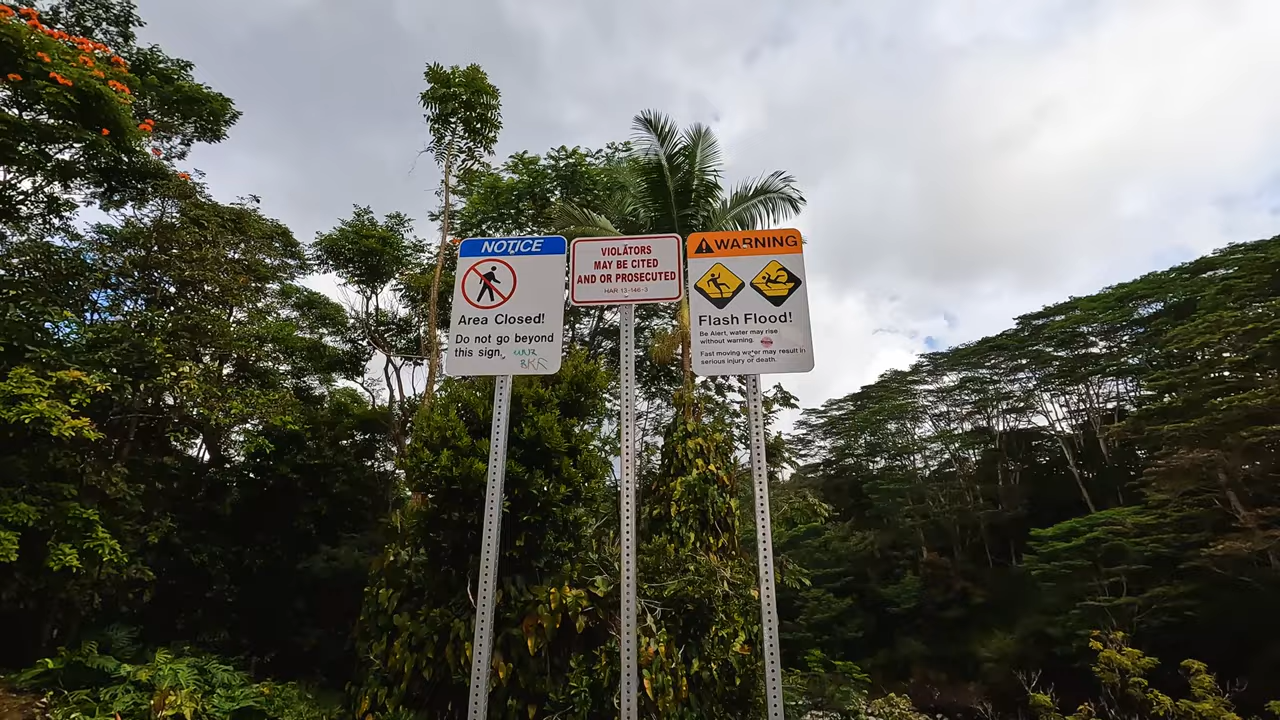 NOTICE
Area Closed!
Do not go beyond
this sign.
VIOLATORS
MAY BE CITED
AND OR PROSECUTED
HAR 13-146-3
WARNING
Flash Flood!
Be Alert, water may rise
without warning.
Fast moving water may result in
serious injury or death.